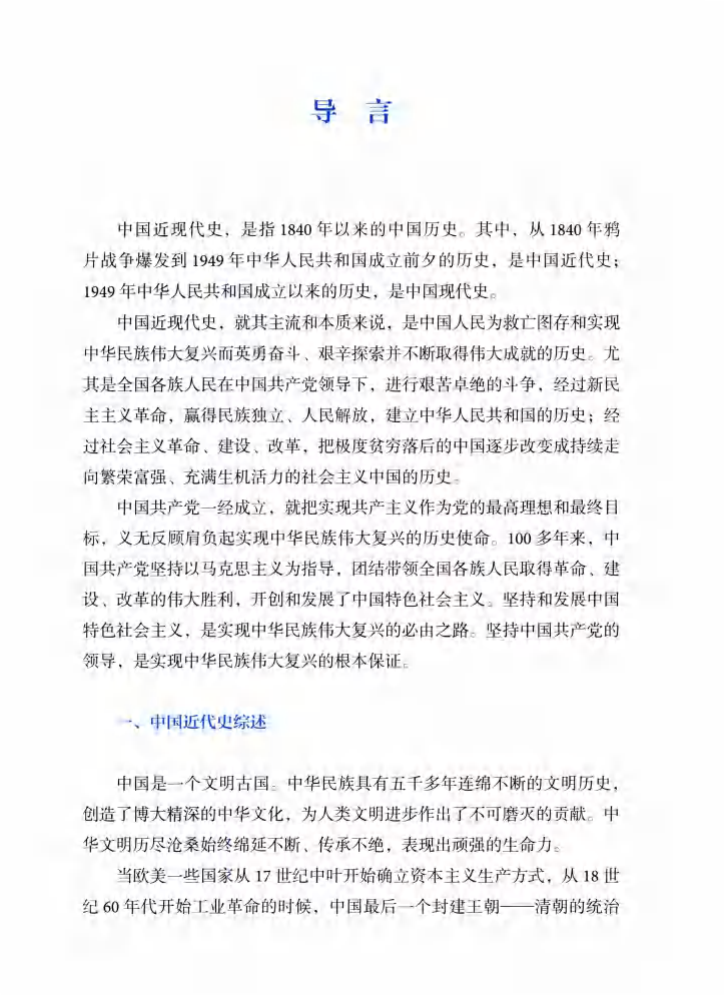 导 言
中国近现代史，是指 1840 年以来的中国历史。其中，从 1840 年鸦
片战争爆发到 1949 年中华人民共和国成立前夕的历史，是中国近代史；
1949 年中华人民共和国成立以来的历史，是中国现代史。
中国近现代史，就其主流和本质来说，是中国人民为救亡图存和实现
中华民族伟大复兴而英勇奋斗、艰辛探索并不断取得伟大成就的历史。尤
其是全国各族人民在中国共产党领导下，进行艰苦卓绝的斗争，经过新民
主主义革命，赢得民族独立、人民解放，建立中华人民共和国的历史；经
过社会主义革命、建设、改革，把极度贫穷落后的中国逐步改变成持续走
向繁荣富强、充满生机活力的社会主义中国的历史。
中国共产党一经成立，就把实现共产主义作为党的最高理想和最终目
标，义无反顾肩负起实现中华民族伟大复兴的历史使命。100 多年来，中
国共产党坚持以马克思主义为指导，团结带领全国各族人民取得革命、建
设、改革的伟大胜利，开创和发展了中国特色社会主义。坚持和发展中国
特色社会主义，是实现中华民族伟大复兴的必由之路。坚持中国共产党的
领导，是实现中华民族伟大复兴的根本保证。
一、中国近代史综述
中国是一个文明古国。中华民族具有五千多年连绵不断的文明历史，
创造了博大精深的中华文化，为人类文明进步作出了不可磨灭的贡献。中
华文明历尽沧桑始终绵延不断、传承不绝，表现出顽强的生命力。
当欧美一些国家从 17 世纪中叶开始确立资本主义生产方式，从 18 世
纪 60 年代开始工业革命的时候，中国最后一个封建王朝——清朝的统治